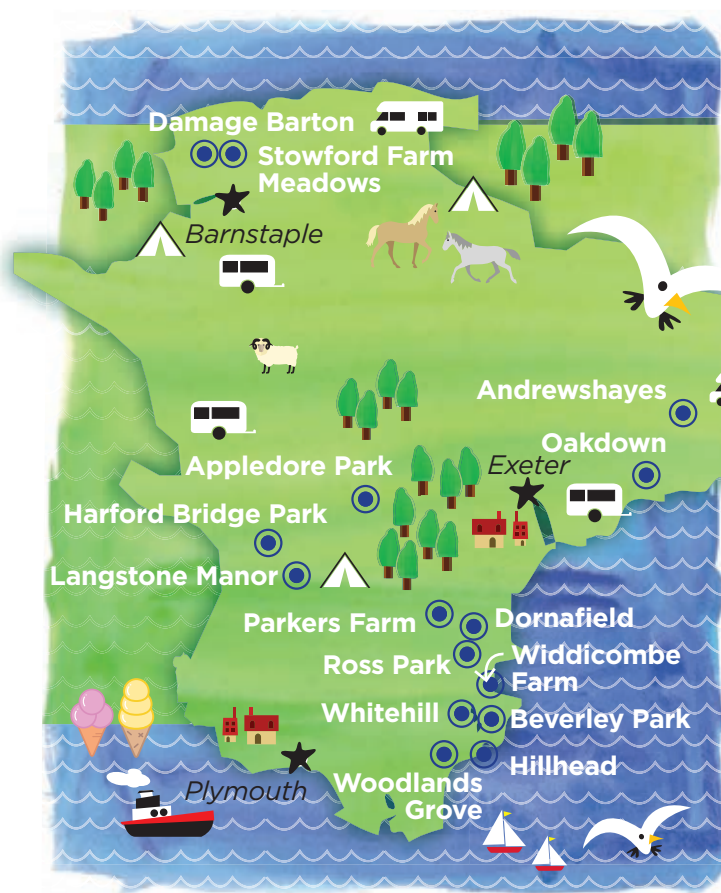 Damage Barton
Stowford Farm
Meadows
Barnstaple
Andrewshayes
Oakdown
Appledore Park
Exeter
Harford Bridge Park
Langstone Manor
Parkers Farm
Dornafield
Ross Park
Widdicombe
Farm
Whitehill
Beverley Park
Hillhead
Plymouth
Woodlands
Grove